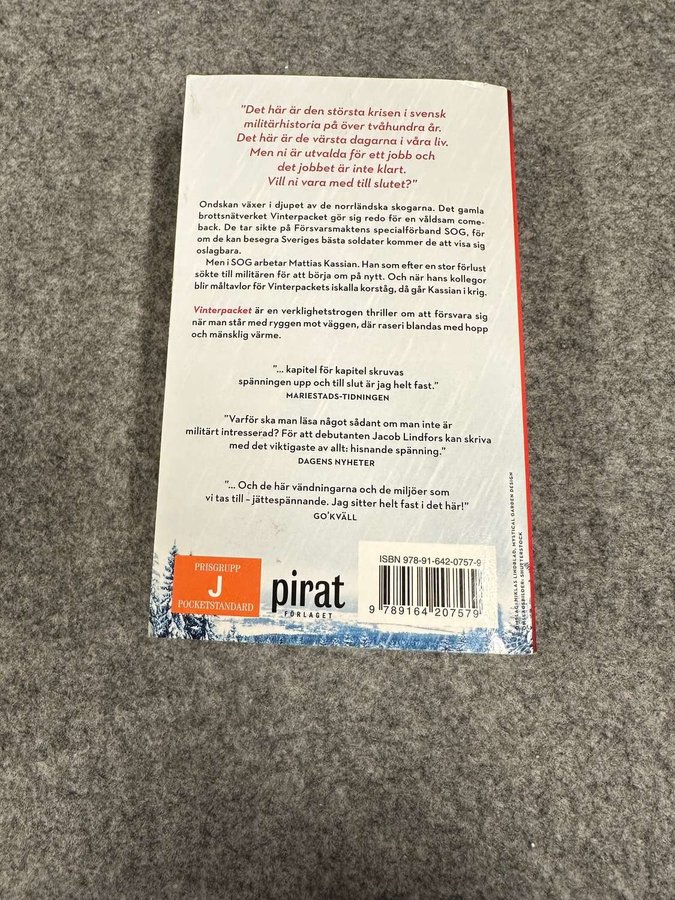 "Det här är den största krisen i svensk
militärhistoria på över tvåhundra år.
Det här är de värsta dagarna i våra liv.
Men ni är utvalda för ett jobb och
det jobbet är inte klart.
Vill ni vara med till slutet?"
Ondskan växer i djupet av de norrländska skogarna. Det gamla
brottsnätverket Vinterpacket gör sig redo för en våldsam come-
back. De tar sikte på Försvarsmaktens specialförband SOG, för
om de kan besegra Sveriges bästa soldater kommer de att visa sig
oslagbara.
Men i SOG arbetar Mattias Kassian. Han som efter en stor förlust
sökte till militären för att börja om på nytt. Och när hans kollegor
blir måltavlor för Vinterpackets iskalla korståg, då går Kassian i krig.
Vinterpacket är en verklighetstrogen thriller om att försvara sig
när man står med ryggen mot väggen, där raseri blandas med hopp
och mänsklig värme.
"... kapitel för kapitel skruvas
spänningen upp och till slut är jag helt fast."
MARIESTADS-TIDNINGEN
"Varför ska man läsa något sådant om man inte är
militärt intresserad? För att debutanten Jacob Lindfors kan skriva
med det viktigaste av allt: hisnande spänning."
DAGENS NYHETER
"... Och de här vändningarna och de miljöer som
vi tas till – jättespännande. Jag sitter helt fast i det här!"
GO'KVÄLL
PRISGRUPP
J
POCKETSTANDARD
pirat
FÖRLAGET
ISBN 978-91-642-0757-9
9 789164 207579
OMSLAG: NIKLAS LINDBLAD, MYSTICAL GARDEN DESIGN
OMSLAGSBILDER: SHUTTERSTOCK